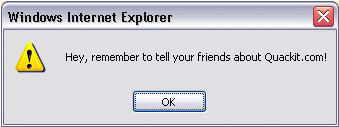 Windows Internet Explorer
Hey, remember to tell your friends about Quackit.com!
OK